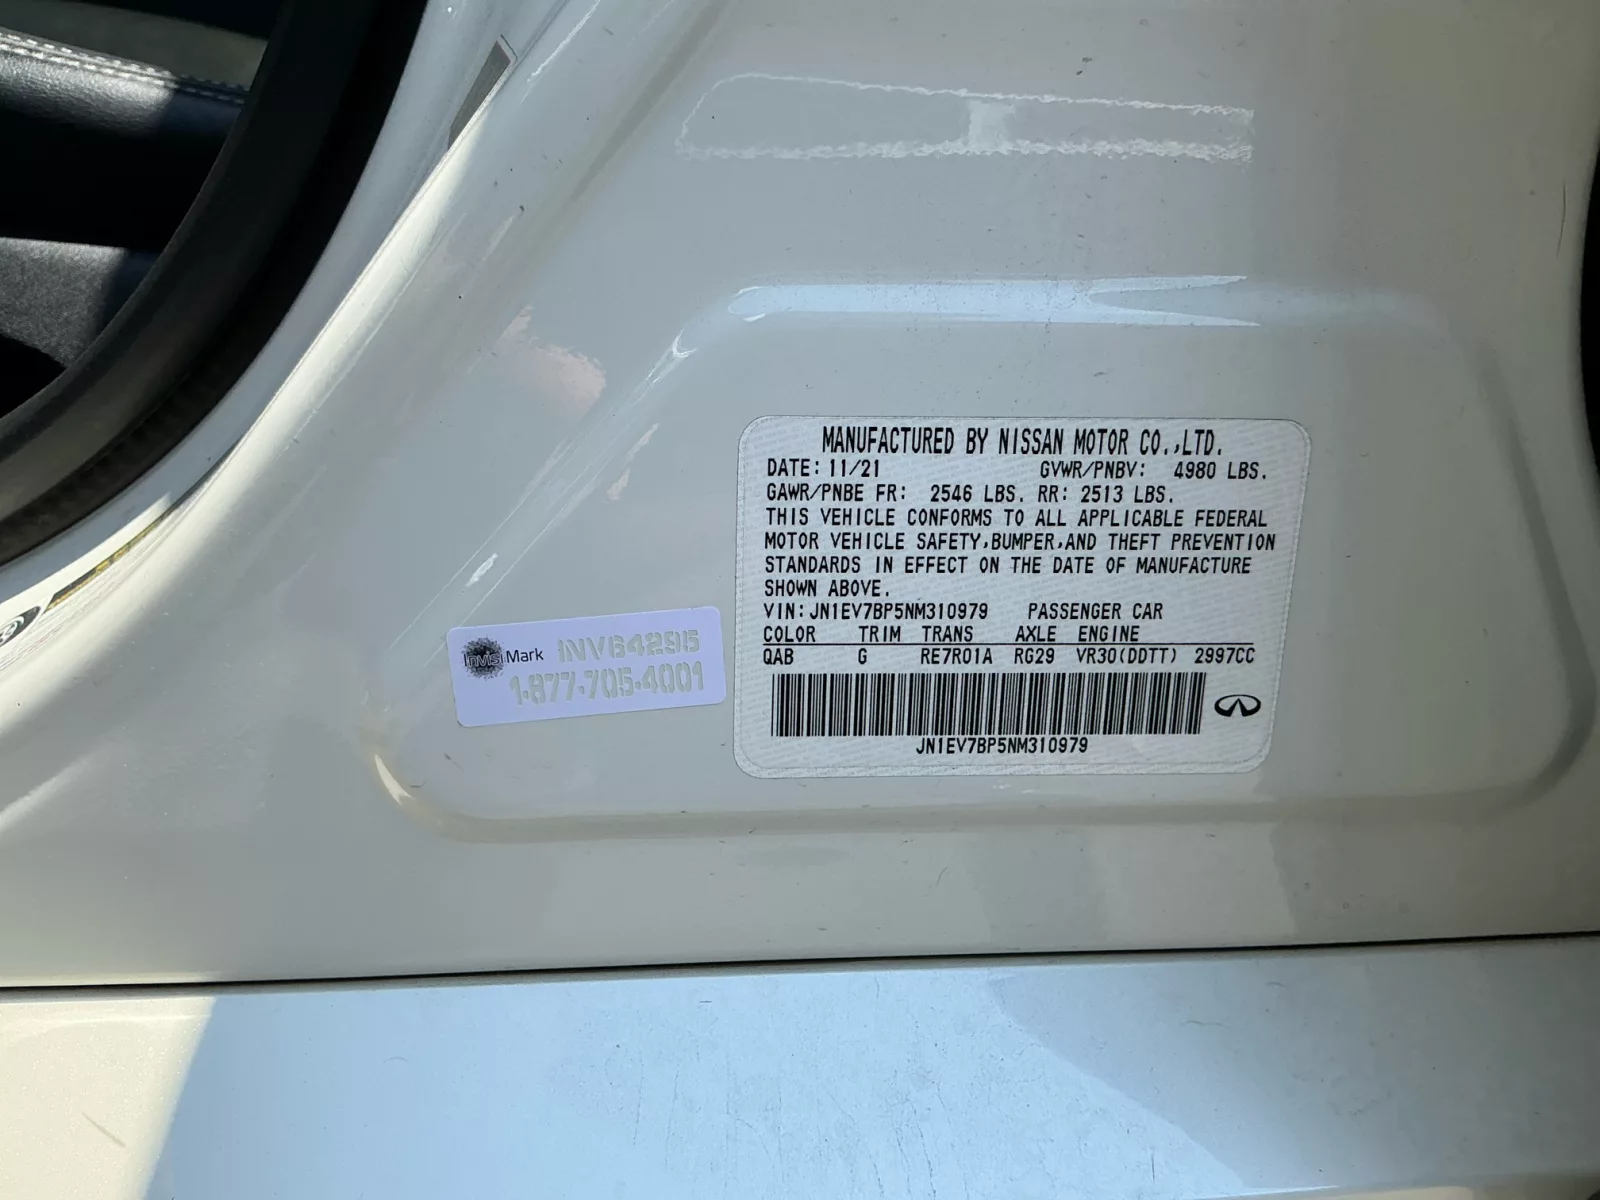 MANUFACTURED BY NISSAN MOTOR CO.,LTD.
DATE: 11/21 GVWR/PNBV: 4980 LBS.
GAWR/PNBE FR: 2546 LBS. RR: 2513 LBS.
THIS VEHICLE CONFORMS TO ALL APPLICABLE FEDERAL
MOTOR VEHICLE SAFETY,BUMPER,AND THEFT PREVENTION
STANDARDS IN EFFECT ON THE DATE OF MANUFACTURE
SHOWN ABOVE.
VIN:JN1EV7BP5NM310979 PASSENGER CAR
COLOR TRIM TRANS AXLE ENGINE
QAB G RE7R01A RG29 VR30(DDTT) 2997CC
JN1EV7BP5NM310979
InvisiMark INV64295
1-877-705-4001